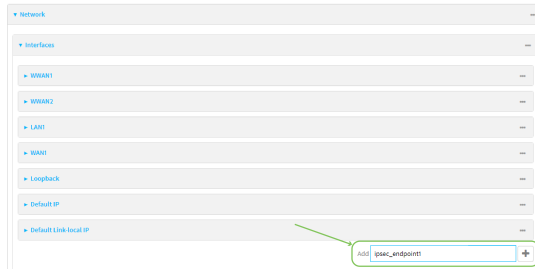 Network
Interfaces
WWAN1
WWAN2
LAN1
WAN1
Loopback
Default IP
Default Link-local IP
Add ipsec_endpoint1